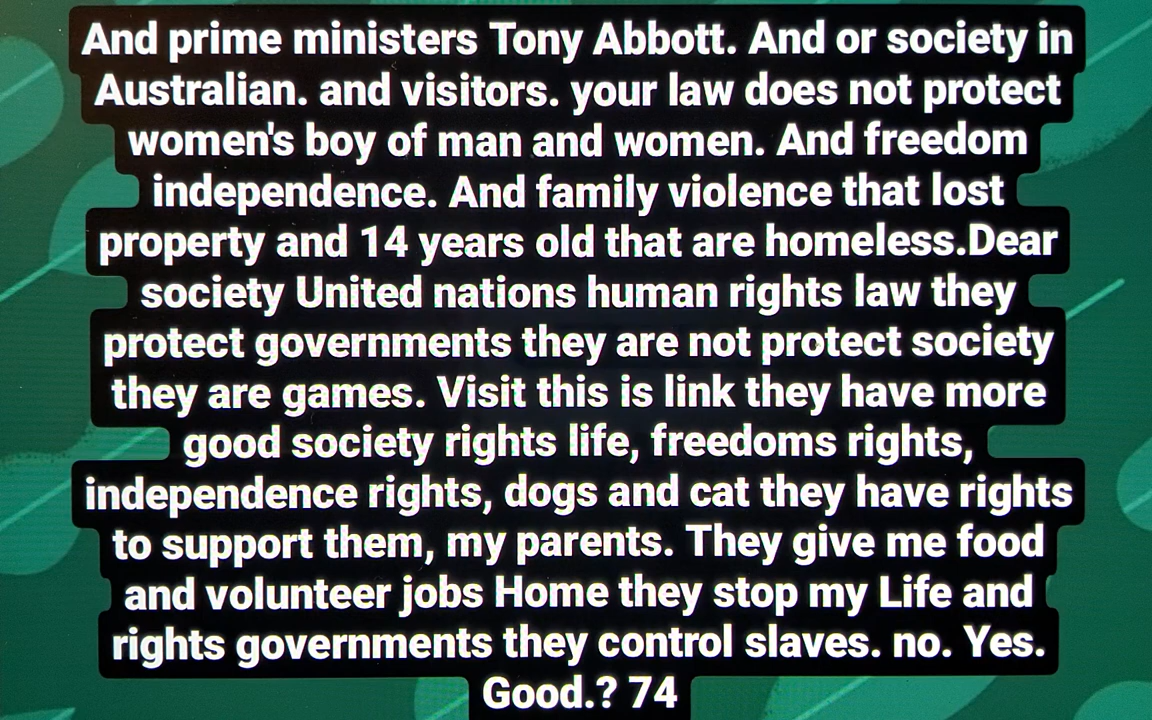 And prime ministers Tony Abbott. And or society in
Australian. and visitors. your law does not protect
women's boy of man and women. And freedom
independence. And family violence that lost
property and 14 years old that are homeless.Dear
society United nations human rights law they
protect governments they are not protect society
they are games. Visit this is link they have more
good society rights life, freedoms rights,
independence rights, dogs and cat they have rights
to support them, my parents. They give me food
and volunteer jobs Home they stop my Life and
rights governments they control slaves. no. Yes.
Good.? 74